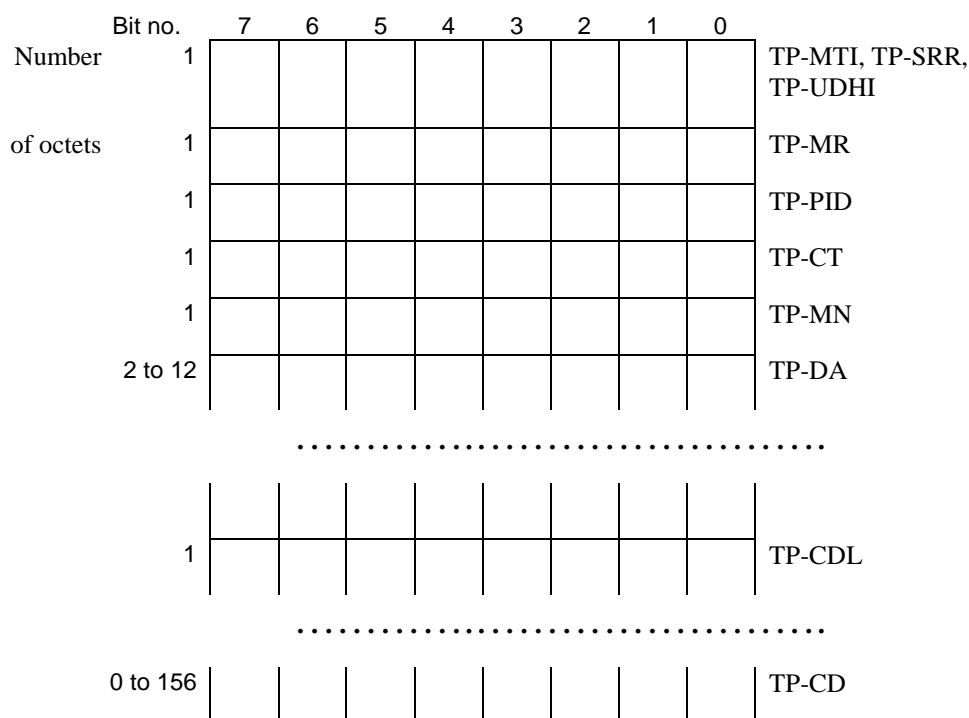 Bit no. 7 6 5 4 3 2 1 0
Number 1 TP-MTI, TP-SRR,
TP-UDHI
of octets 1 TP-MR
1 TP-PID
1 TP-CT
1 TP-MN
2 to 12 TP-DA
1 TP-CDL
0 to 156 TP-CD